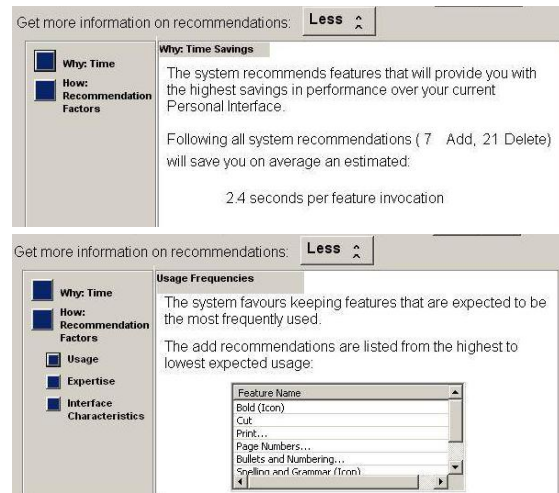 Get more information on recommendations: Less
Why: Time
How:
Recommendation
Factors
Why: Time Savings
The system recommends features that will provide you with
the highest savings in performance over your current
Personal Interface.
Following all system recommendations ( 7 Add, 21 Delete)
will save you on average an estimated:
2.4 seconds per feature invocation
Get more information on recommendations: Less
Why: Time
How:
Recommendation
Factors
Usage
Expertise
Interface
Characteristics
Usage Frequencies
The system favours keeping features that are expected to be
the most frequently used.
The add recommendations are listed from the highest to
lowest expected usage:
Feature Name
Bold (Icon)
Cut
Print...
Page Numbers...
Bullets and Numbering...
Spelling and Grammar (Icon)